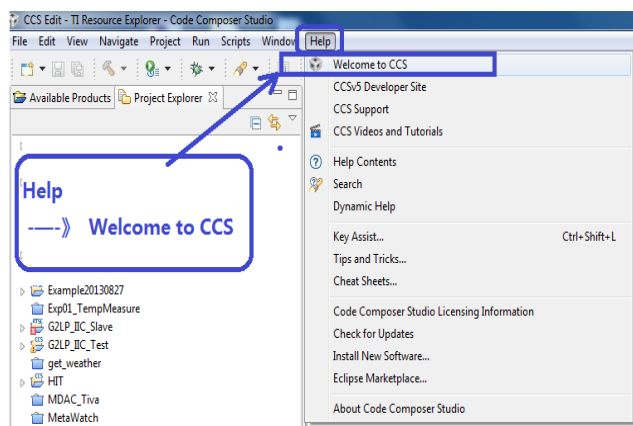 CCS Edit - TI Resource Explorer - Code Composer Studio
File Edit View Navigate Project Run Scripts Window Help
Available Products Project Explorer
Help
-----》 Welcome to CCS
Example20130827
Exp01_TempMeasure
G2LP_IIC_Slave
G2LP_IIC_Test
get_weather
HIT
MDAC_Tiva
MetaWatch
Welcome to CCS
CCSv5 Developer Site
CCS Support
CCS Videos and Tutorials
Help Contents
Search
Dynamic Help
Key Assist... Ctrl+Shift+L
Tips and Tricks...
Cheat Sheets...
Code Composer Studio Licensing Information
Check for Updates
Install New Software...
Eclipse Marketplace...
About Code Composer Studio